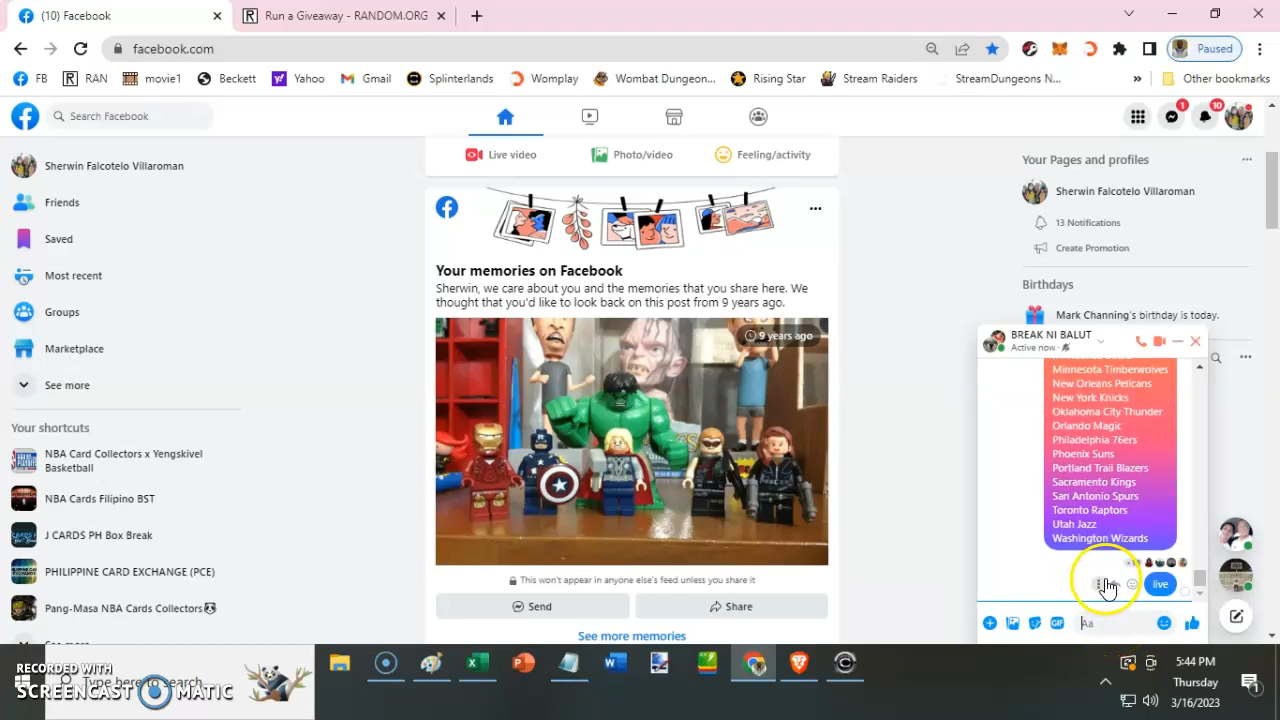 (10) Facebook
Run a Giveaway - RANDOM.ORG
facebook.com
Paused
FB
RAN
movie1
Beckett
Yahoo
Gmail
Splinterlands
Womplay
Wombat Dungeon...
Rising Star
Stream Raiders
StreamDungeons N...
»
Other bookmarks
Search Facebook
1
10
Live video
Photo/video
Feeling/activity
Sherwin Falcotelo Villaroman
Friends
Saved
Most recent
Groups
Marketplace
See more
Your shortcuts
NBA Card Collectors x Yengskivel
Basketball
NBA Cards Filipino BST
J CARDS PH Box Break
PHILIPPINE CARD EXCHANGE (PCE)
Pang-Masa NBA Cards Collectors
Your memories on Facebook
Sherwin, we care about you and the memories that you share here. We
thought that you'd like to look back on this post from 9 years ago.
9 years ago
This won't appear in anyone else's feed unless you share it
Send
Share
See more memories
Your Pages and profiles
Sherwin Falcotelo Villaroman
13 Notifications
Create Promotion
Birthdays
Mark Channing's birthday is today.
BREAK NI BALUT
Active now
Minnesota Timberwolves
New Orleans Pelicans
New York Knicks
Oklahoma City Thunder
Orlando Magic
Philadelphia 76ers
Phoenix Suns
Portland Trail Blazers
Sacramento Kings
San Antonio Spurs
Toronto Raptors
Utah Jazz
Washington Wizards
live
GIF
Aa
RECORDED WITH
SCREENCAST MATIC
Type here to search
5:44 PM
Thursday
3/16/2023
1